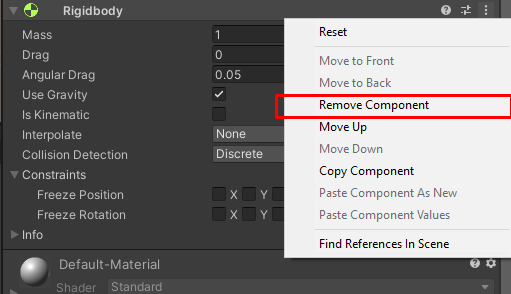 Rigidbody
Mass 1
Drag 0
Angular Drag 0.05
Use Gravity
Is Kinematic
Interpolate None
Collision Detection Discrete
Constraints
Freeze Position X Y
Freeze Rotation X Y
Info
Default-Material
Shader Standard
Reset
Move to Front
Move to Back
Remove Component
Move Up
Move Down
Copy Component
Paste Component As New
Paste Component Values
Find References In Scene